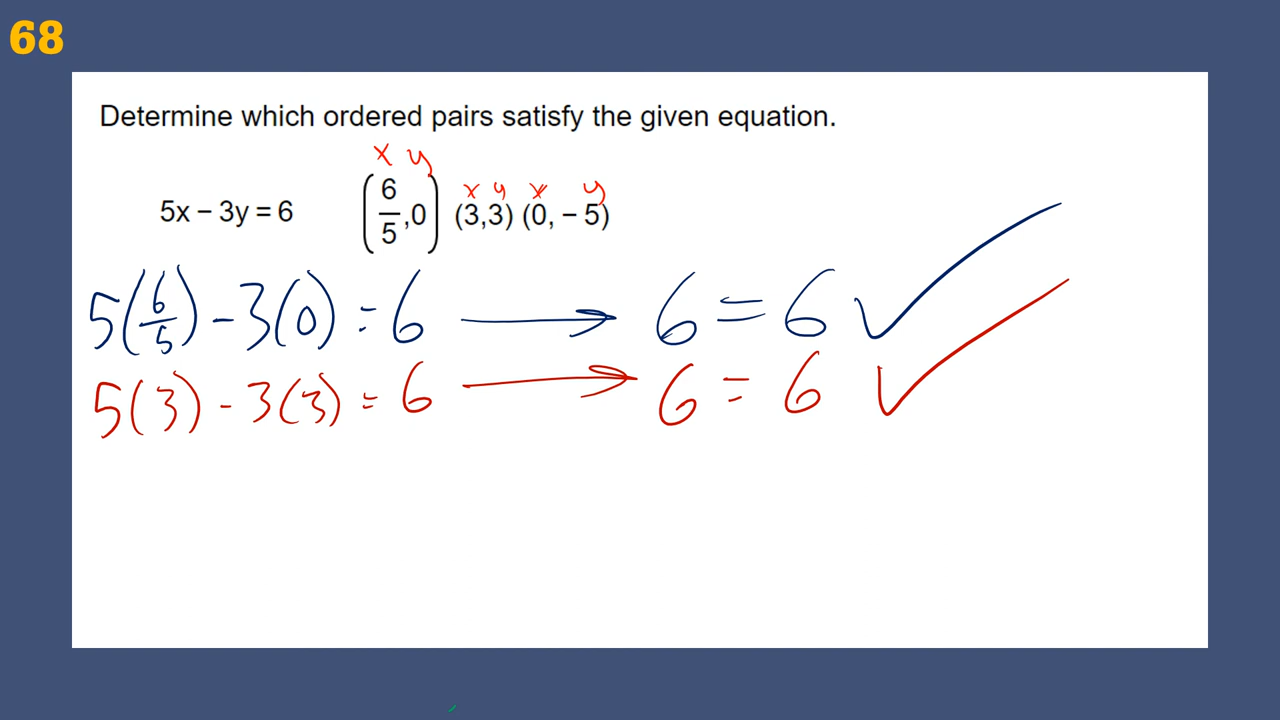 68
Determine which ordered pairs satisfy the given equation.
x y x y x y
5x − 3y = 6 (6/5,0) (3,3) (0, − 5)
5(6/5) - 3(0) = 6 → 6 = 6 ✓
5(3) - 3(3) = 6 → 6 = 6 ✓